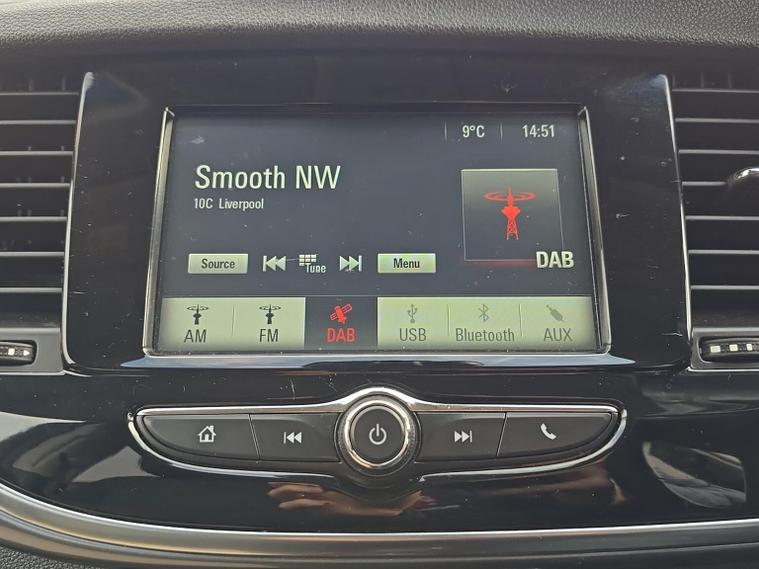 9°C 14:51
Smooth NW
10C Liverpool
DAB
Source Tune Menu
AM FM DAB USB Bluetooth AUX